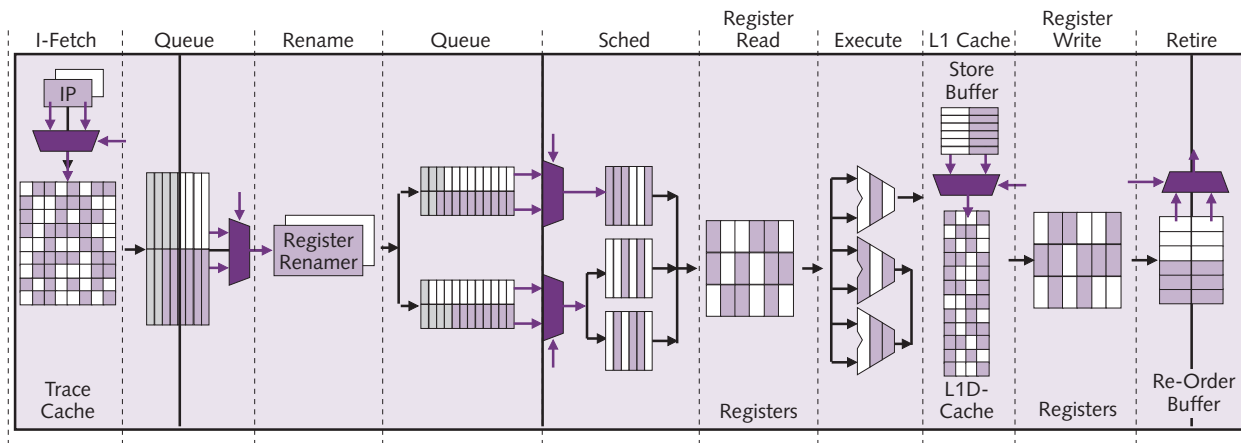 I-Fetch
Queue
Rename
Queue
Sched
Register
Read
Execute
L1 Cache
Register
Write
Retire
IP
Register
Renamer
Store
Buffer
Trace
Cache
Registers
L1D-
Cache
Registers
Re-Order
Buffer